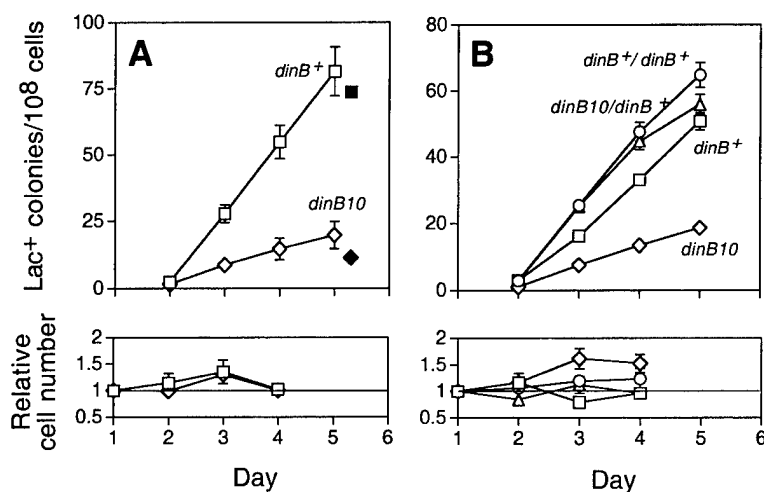 A
B
Lac⁺ colonies/10⁸ cells
100
75
50
25
0
dinB⁺
dinB10
80
60
40
20
0
dinB⁺/dinB⁺
dinB10/dinB⁺
dinB⁺
dinB10
Relative
cell number
2
1.5
1
0.5
1 2 3 4 5 6
Day
2
1.5
1
0.5
1 2 3 4 5 6
Day